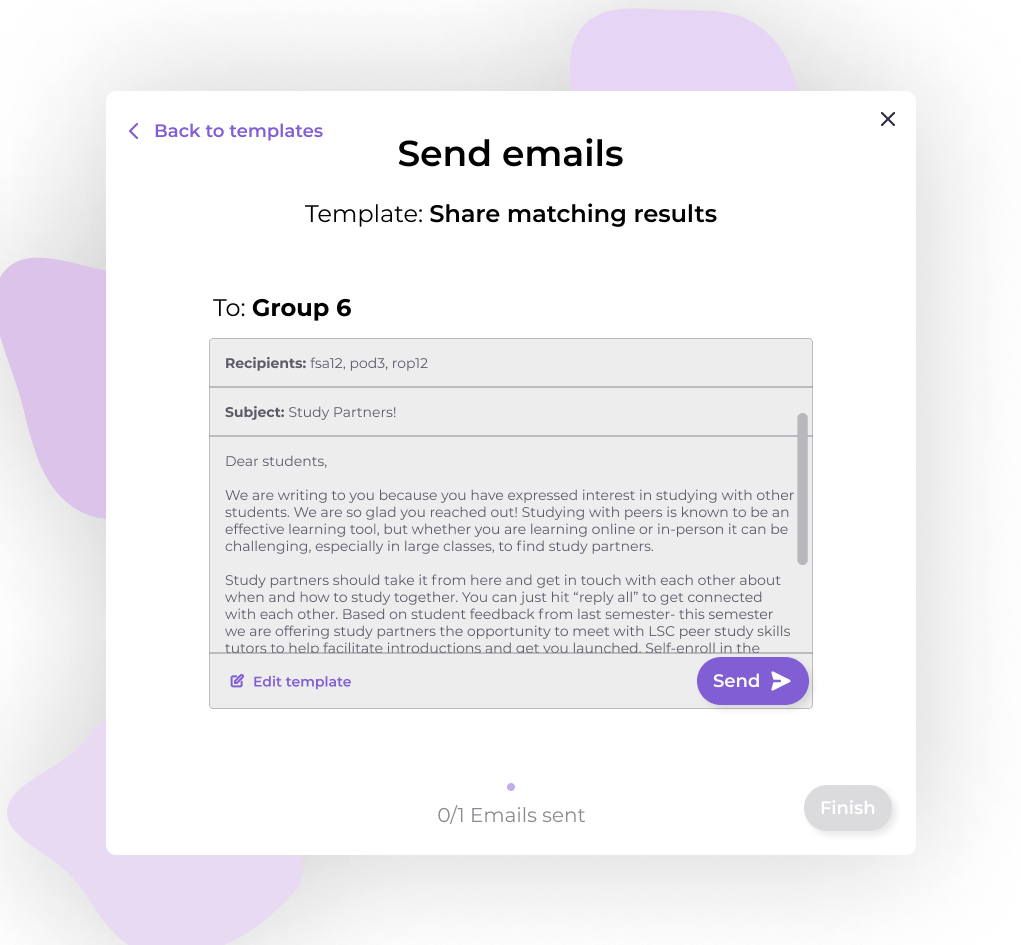 Back to templates
Send emails
Template: Share matching results
To: Group 6
Recipients: fsa12, pod3, rop12
Subject: Study Partners!
Dear students,
We are writing to you because you have expressed interest in studying with other
students. We are so glad you reached out! Studying with peers is known to be an
effective learning tool, but whether you are learning online or in-person it can be
challenging, especially in large classes, to find study partners.
Study partners should take it from here and get in touch with each other about
when and how to study together. You can just hit “reply all” to get connected
with each other. Based on student feedback from last semester- this semester
we are offering study partners the opportunity to meet with LSC peer study skills
tutors to help facilitate introductions and get you launched. Self-enroll in the
Edit template
Send
0/1 Emails sent
Finish